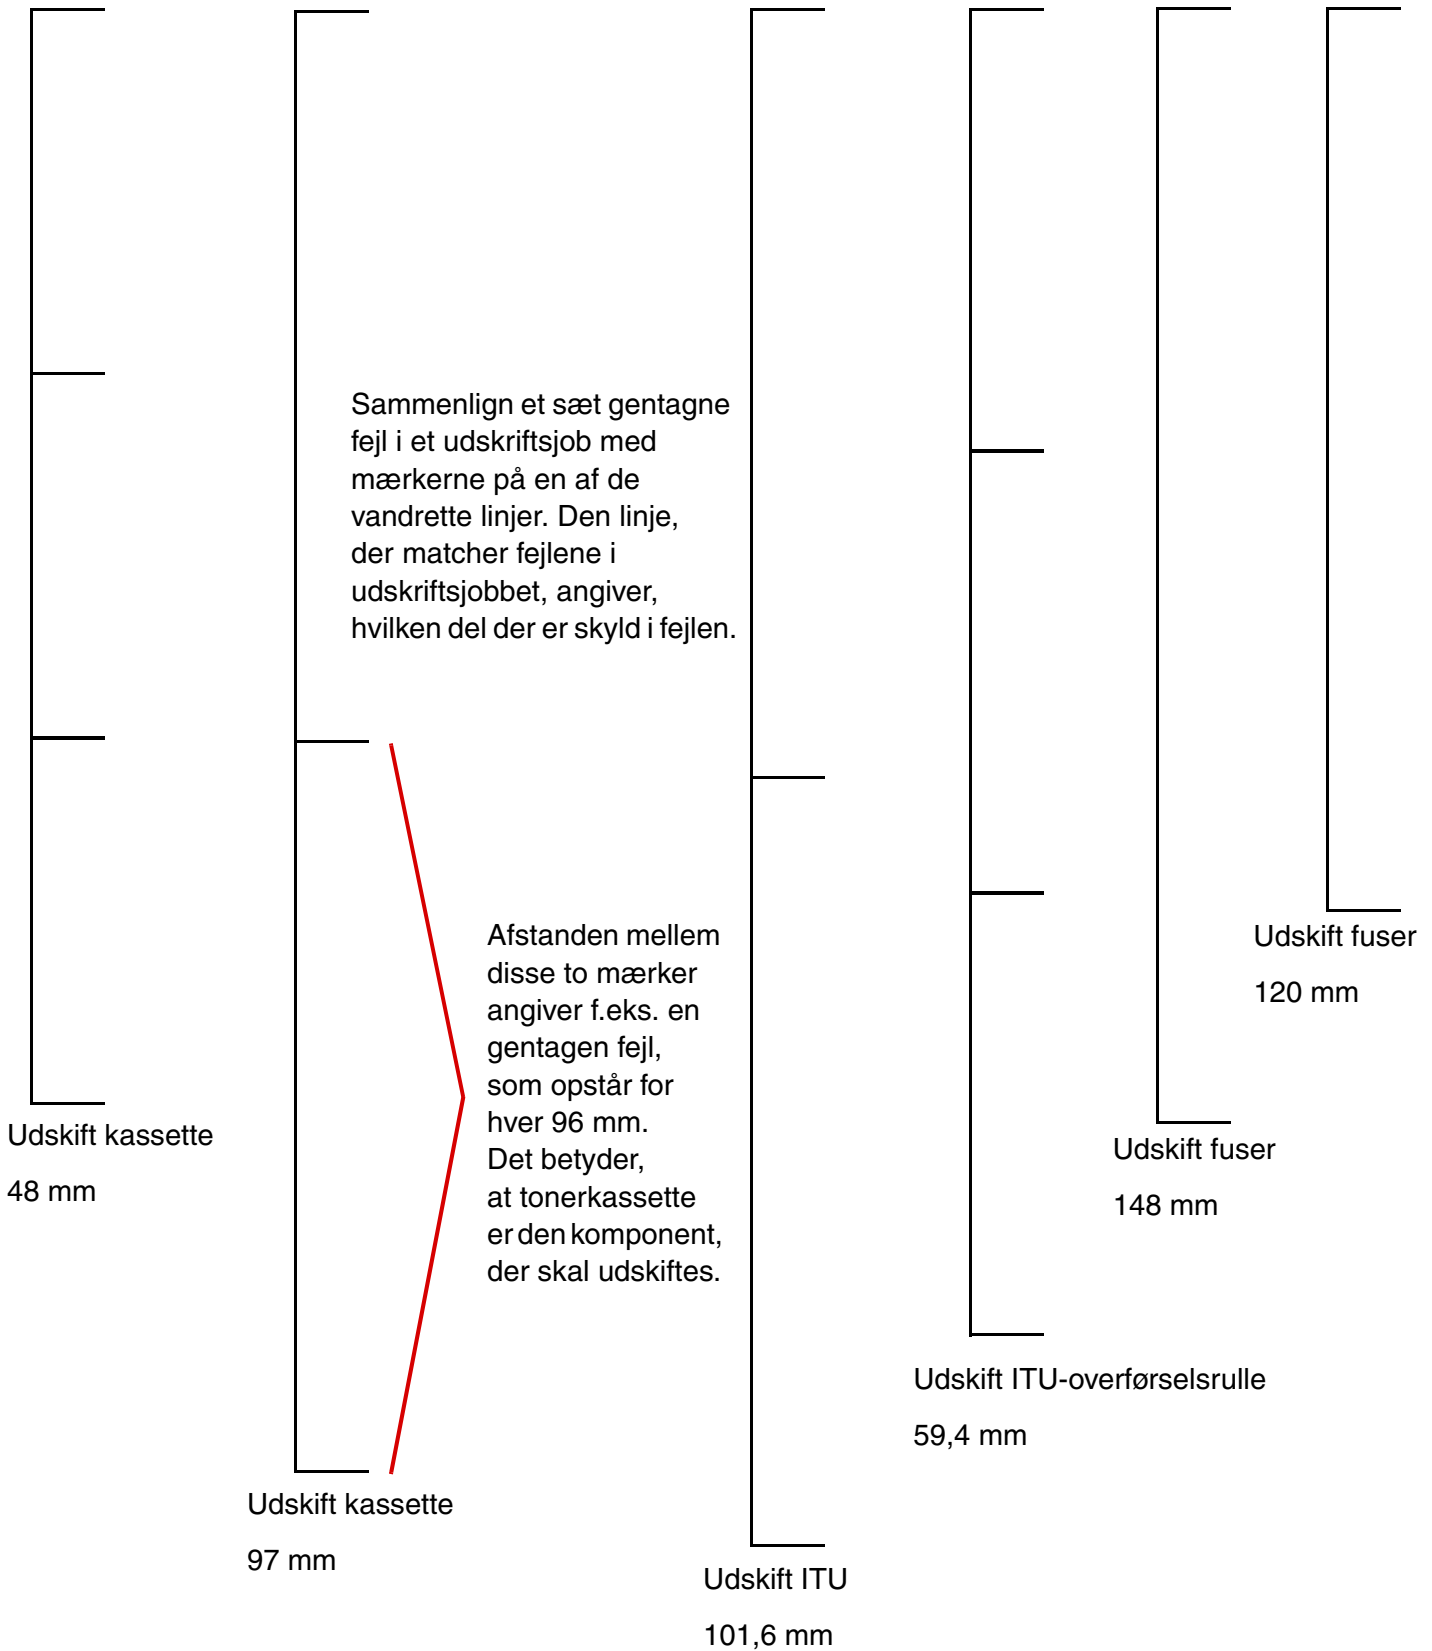 Sammenlign et sæt gentagne
fejl i et udskriftsjob med
mærkerne på en af de
vandrette linjer. Den linje,
der matcher fejlene i
udskriftsjobbet, angiver,
hvilken del der er skyld i fejlen.
Afstanden mellem
disse to mærker
angiver f.eks. en
gentagen fejl,
som opstår for
hver 96 mm.
Det betyder,
at tonerkassette
er den komponent,
der skal udskiftes.
Udskift kassette
48 mm
Udskift kassette
97 mm
Udskift ITU
101,6 mm
Udskift ITU-overførselsrulle
59,4 mm
Udskift fuser
148 mm
Udskift fuser
120 mm